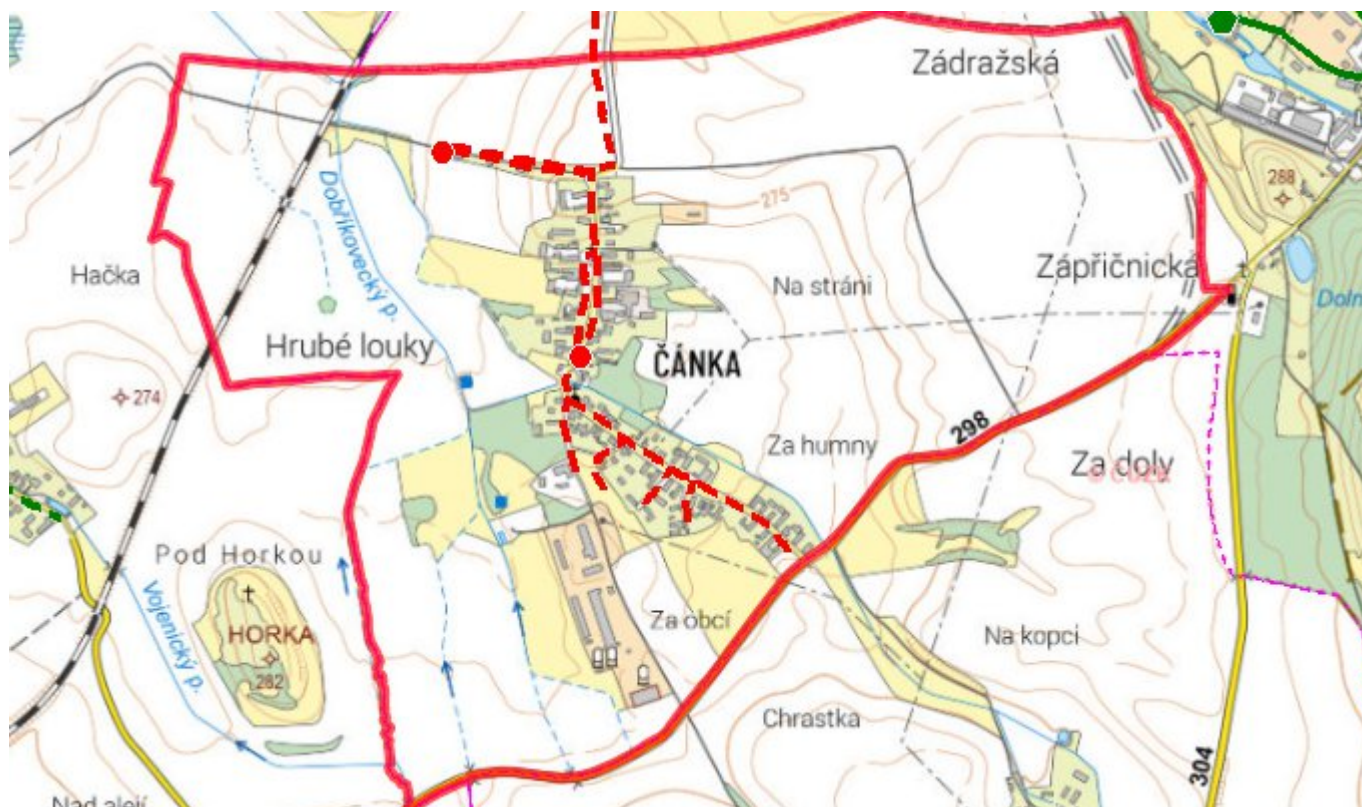 Zádražská
288
Dobříkovecký p.
275
Zápřičnická
Hačka
Na stráni
Hrubé louky
ČÁNKA
274
298
Za humny
Za doly
© ČÚZK
Pod Horkou
Vojenický p.
HORKA
282
Za obcí
Na kopci
Chrastka
304
Nad alejí